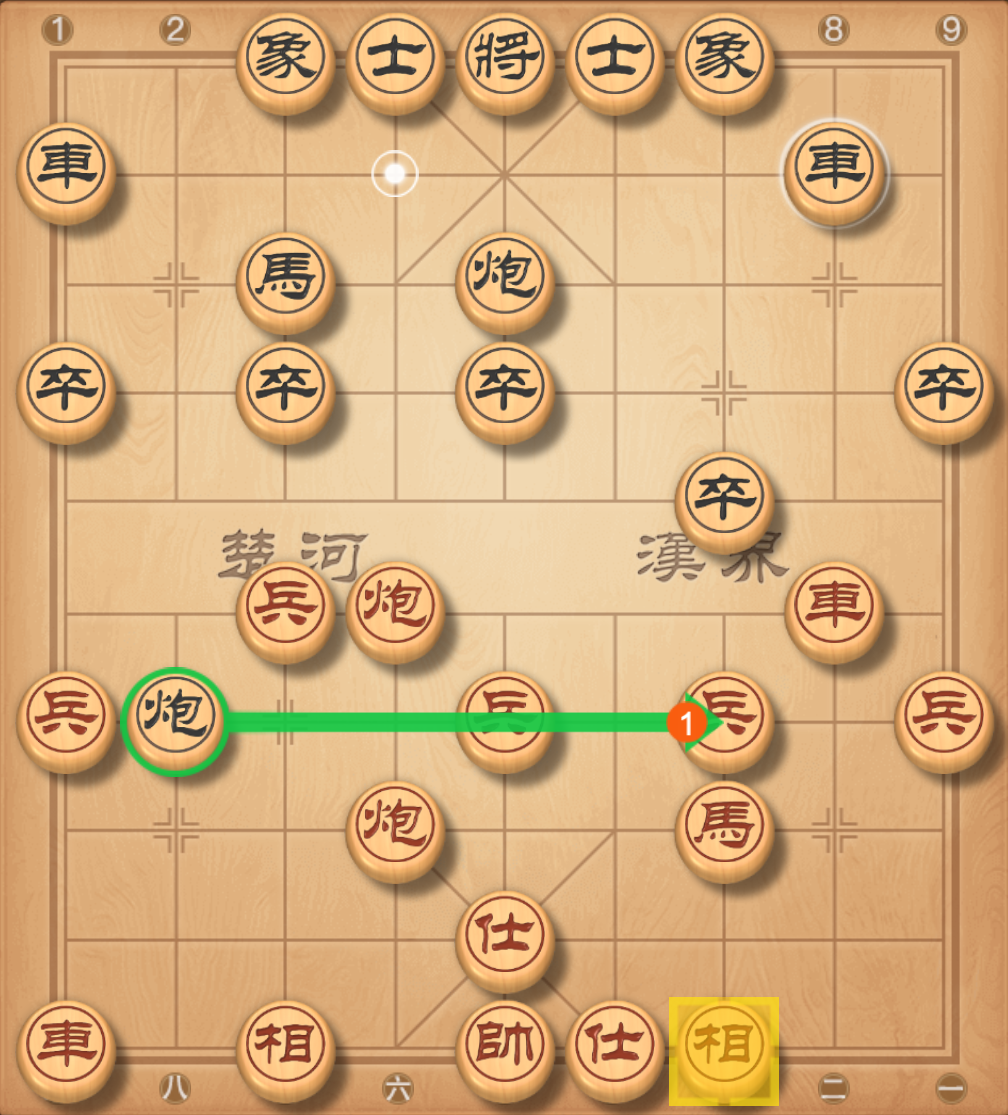 1 2 8 9
象 士 將 士 象
車 車
馬 炮
卒 卒 卒 卒
卒
楚河 漢界
兵 炮 車
兵 炮 兵 1 兵 兵
炮 馬
仕
車 相 帥 仕 相
八 六 二 一